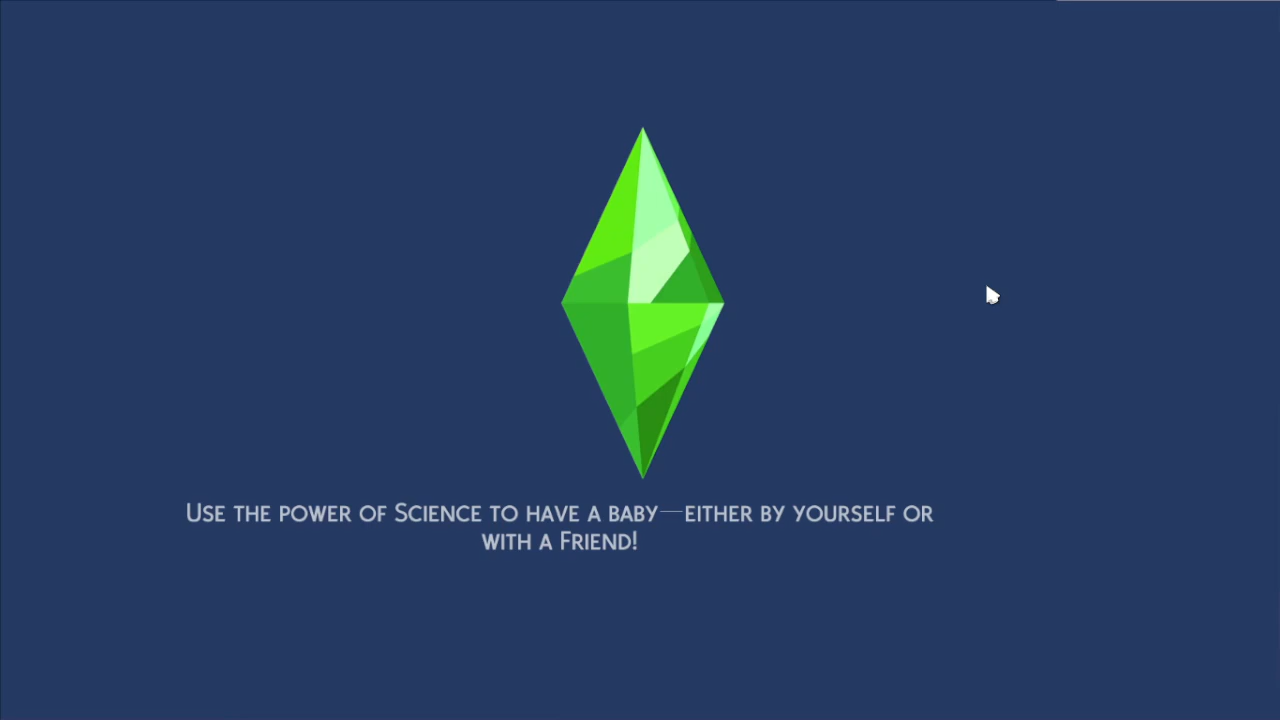 Use the power of Science to have a baby—either by yourself or
with a Friend!